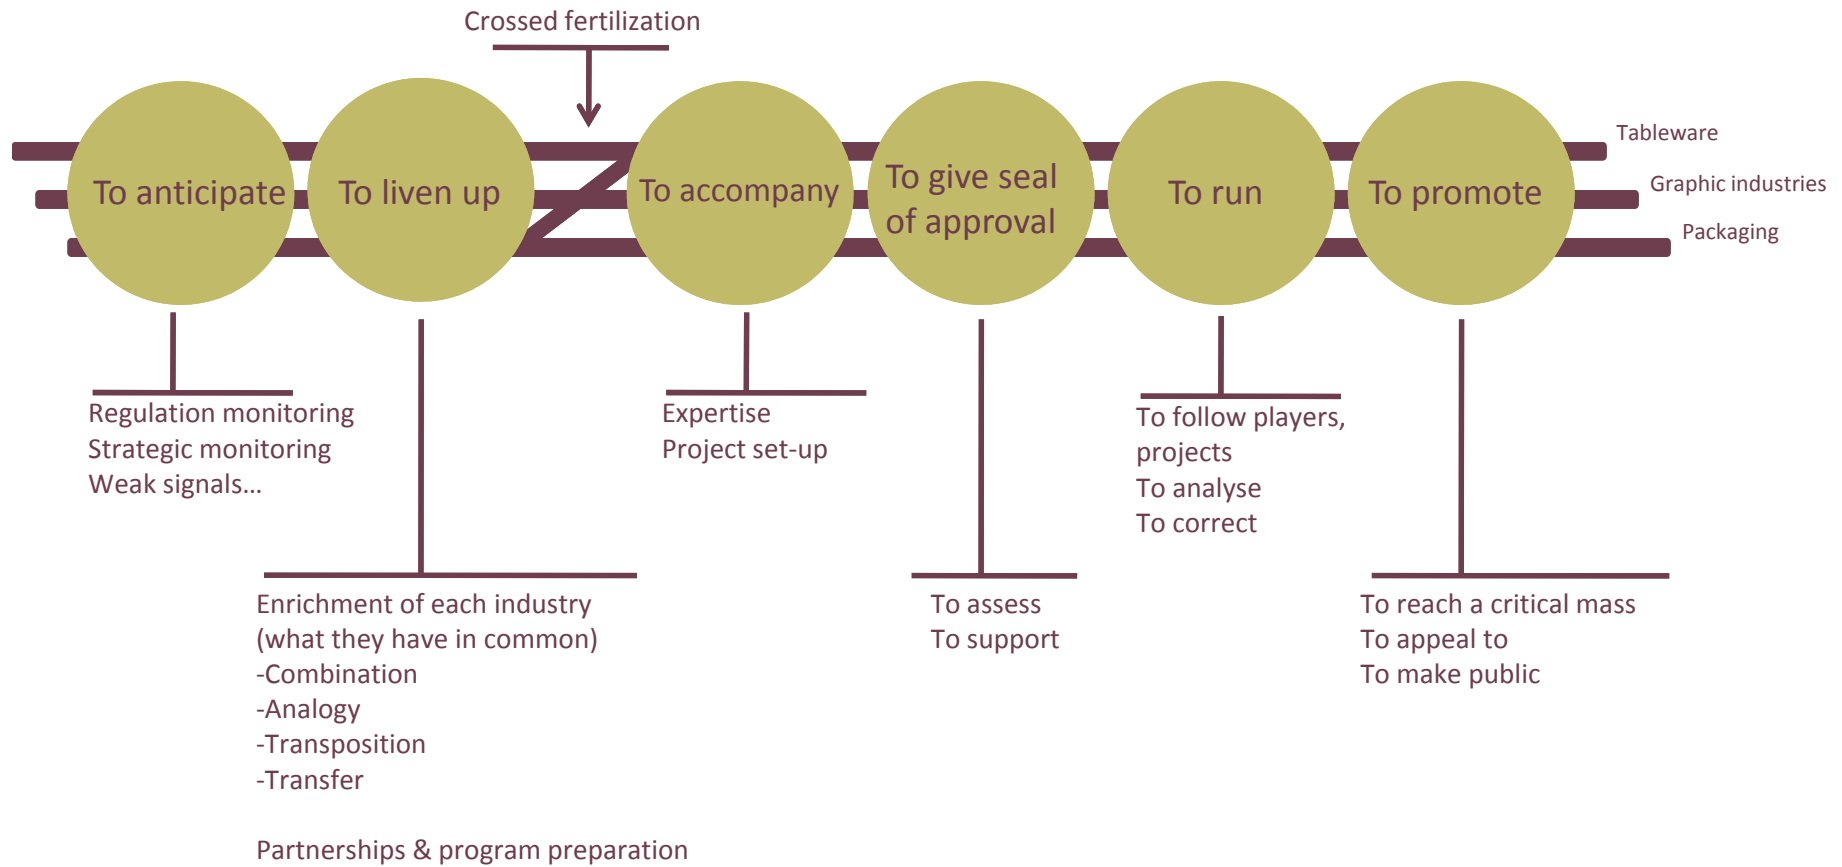 Crossed fertilization
To anticipate
To liven up
To accompany
To give seal
of approval
To run
To promote
Tableware
Graphic industries
Packaging
Regulation monitoring
Strategic monitoring
Weak signals…
Expertise
Project set-up
To follow players,
projects
To analyse
To correct
Enrichment of each industry
(what they have in common)
-Combination
-Analogy
-Transposition
-Transfer
Partnerships & program preparation
To assess
To support
To reach a critical mass
To appeal to
To make public